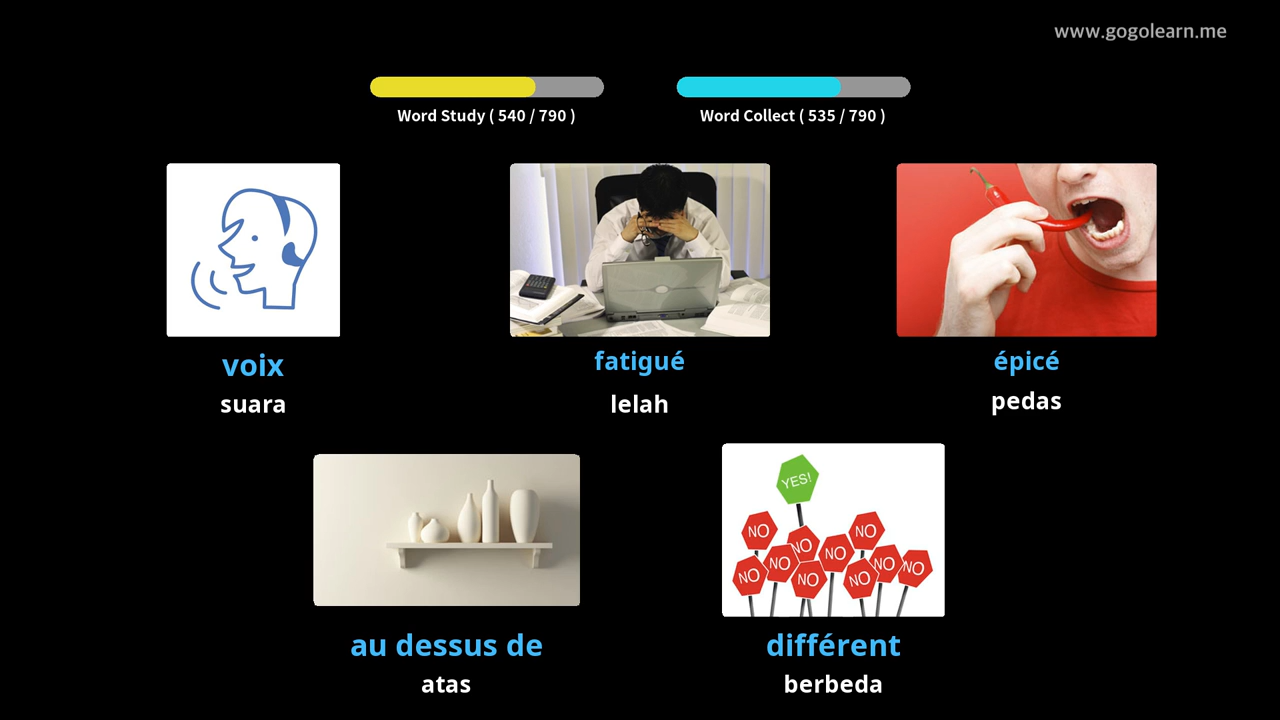 www.gogolearn.me
Word Study ( 540 / 790 )
Word Collect ( 535 / 790 )
voix
suara
fatigué
lelah
épicé
pedas
YES!
NO
NO
NO
NO
NO
NO
NO
NO
NO
NO
au dessus de
atas
différent
berbeda